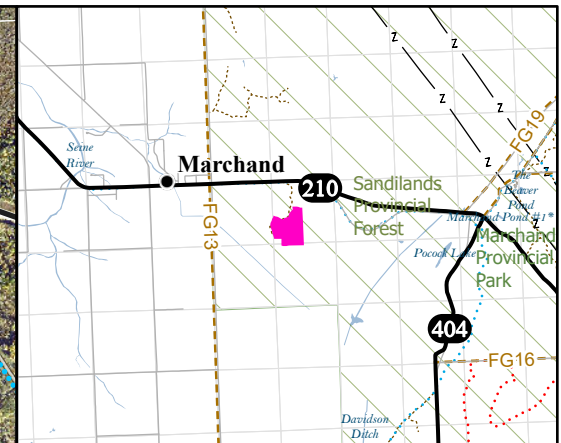 Z
Z
Z
Z
FG19
Seine
River
Marchand
Z
The
Beaver
Pond
210
Sandilands
Provincial
Forest
Marchand Pond #1*
Z
FG13
Pocock Lake
Marchand
Provincial
Park
404
FG16
Davidson
Ditch